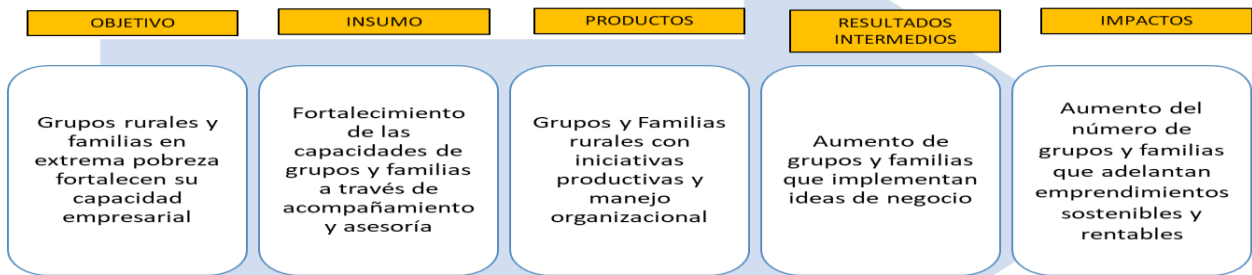 OBJETIVO
INSUMO
PRODUCTOS
RESULTADOS
INTERMEDIOS
IMPACTOS
Grupos rurales y
familias en
extrema pobreza
fortalecen su
capacidad
empresarial
Fortalecimiento
de las
capacidades de
grupos y familias
a través de
acompañamiento
y asesoría
Grupos y Familias
rurales con
iniciativas
productivas y
manejo
organizacional
Aumento de
grupos y familias
que implementan
ideas de negocio
Aumento del
número de
grupos y familias
que adelantan
emprendimientos
sostenibles y
rentables